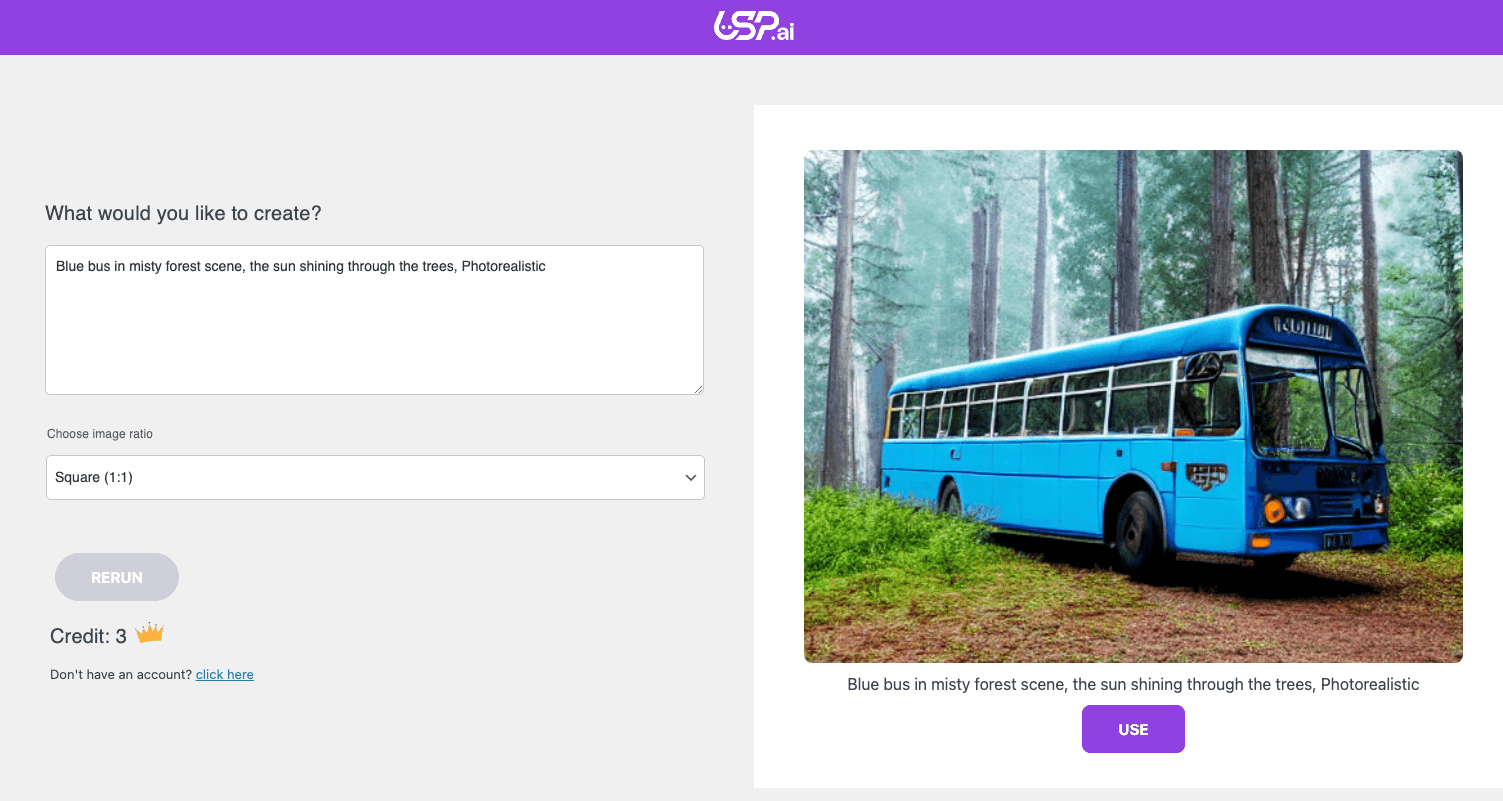 USP.ai
What would you like to create?
Blue bus in misty forest scene, the sun shining through the trees, Photorealistic
Choose image ratio
Square (1:1)
RERUN
Credit: 3
Don't have an account? click here
Blue bus in misty forest scene, the sun shining through the trees, Photorealistic
USE